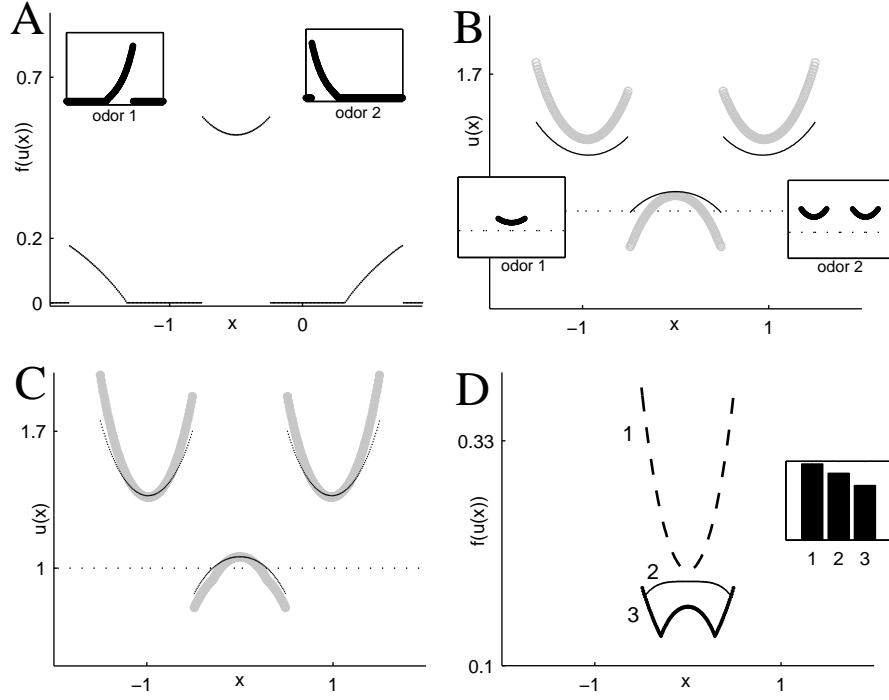 A
0.7
f(u(x))
0.2
0
−1
x
0
odor 1
odor 2
B
1.7
u(x)
−1
x
1
odor 1
odor 2
C
1.7
u(x)
1
−1
x
1
D
0.33
f(u(x))
0.1
−1
x
1
1
2
3
1 2 3